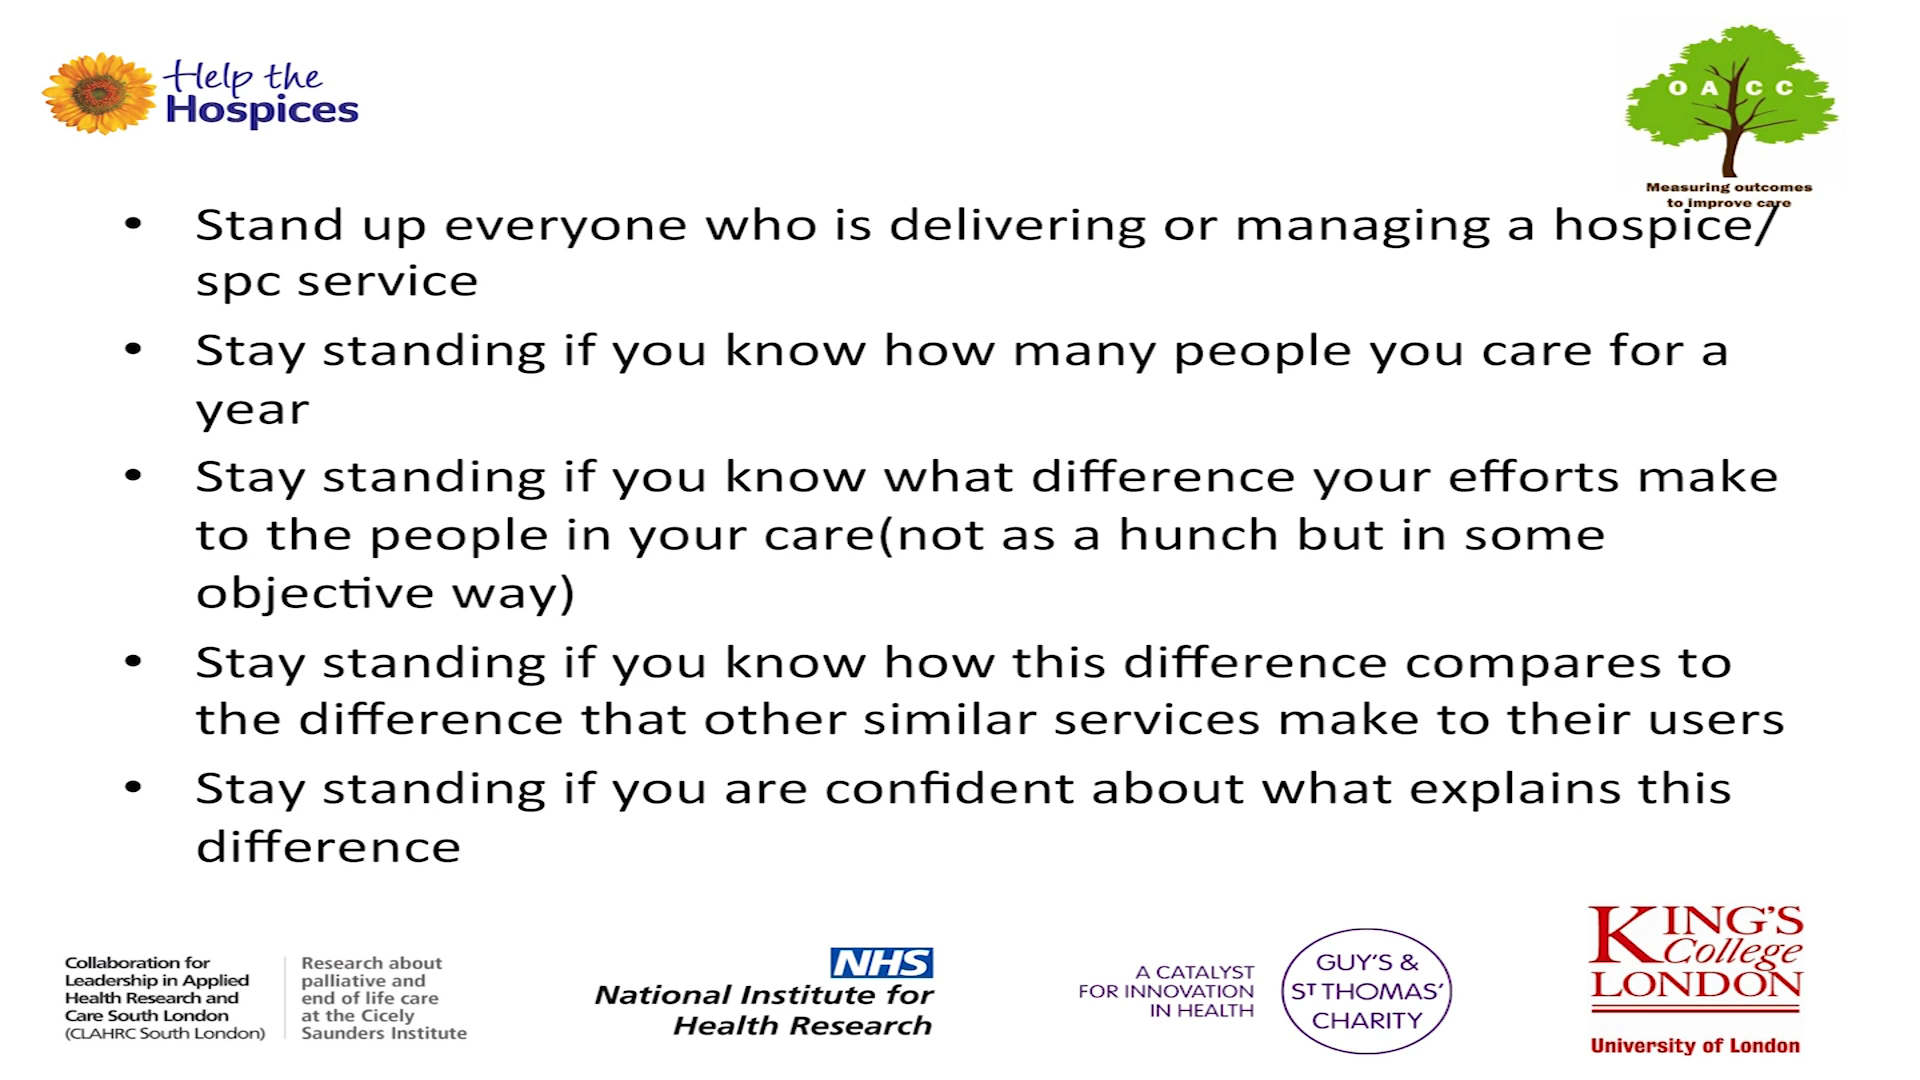 Help the
Hospices
O A C C
Measuring outcomes
to improve care
• Stand up everyone who is delivering or managing a hospice/
spc service
• Stay standing if you know how many people you care for a
year
• Stay standing if you know what difference your efforts make
to the people in your care(not as a hunch but in some
objective way)
• Stay standing if you know how this difference compares to
the difference that other similar services make to their users
• Stay standing if you are confident about what explains this
difference
Collaboration for
Leadership in Applied
Health Research and
Care South London
(CLAHRC South London)
Research about
palliative and
end of life care
at the Cicely
Saunders Institute
NHS
National Institute for
Health Research
A CATALYST
FOR INNOVATION
IN HEALTH
GUY'S &
ST THOMAS'
CHARITY
KING'S
College
LONDON
University of London